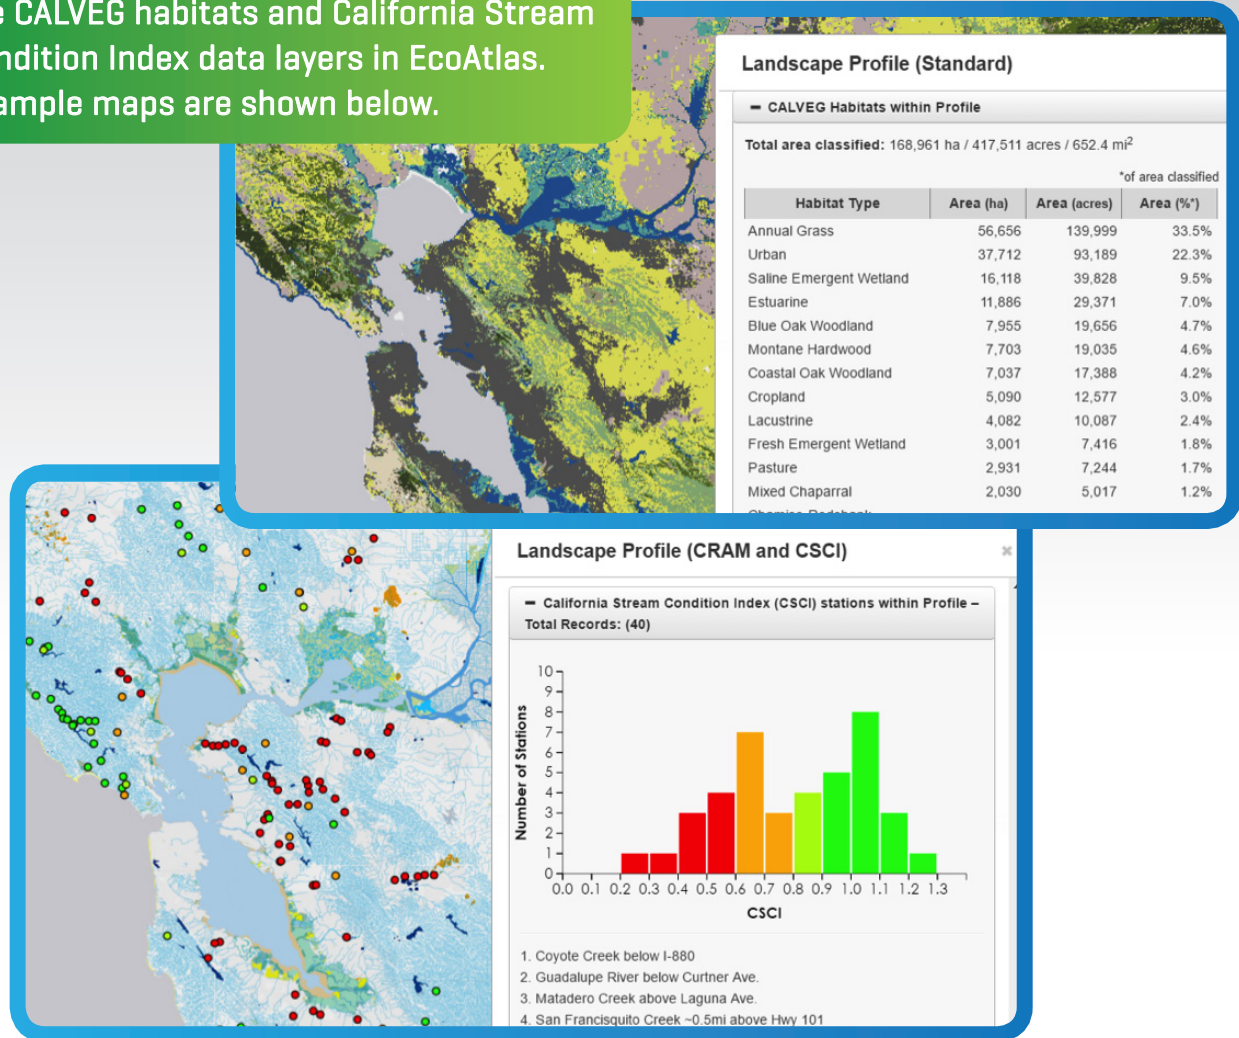 CALVEG habitats and California Stream
Index data layers in EcoAtlas.
maps are shown below.
Landscape Profile (Standard)
− CALVEG Habitats within Profile
Total area classified: 168,961 ha / 417,511 acres / 652.4 mi²
*of area classified
Habitat Type Area (ha) Area (acres) Area (%*)
Annual Grass 56,656 139,999 33.5%
Urban 37,712 93,189 22.3%
Saline Emergent Wetland 16,118 39,828 9.5%
Estuarine 11,886 29,371 7.0%
Blue Oak Woodland 7,955 19,656 4.7%
Montane Hardwood 7,703 19,035 4.6%
Coastal Oak Woodland 7,037 17,388 4.2%
Cropland 5,090 12,577 3.0%
Lacustrine 4,082 10,087 2.4%
Fresh Emergent Wetland 3,001 7,416 1.8%
Pasture 2,931 7,244 1.7%
Mixed Chaparral 2,030 5,017 1.2%
Landscape Profile (CRAM and CSCI) ×
− California Stream Condition Index (CSCI) stations within Profile –
Total Records: (40)
10
9
8
7
6
5
4
3
2
1
0
Number of Stations
0.0 0.1 0.2 0.3 0.4 0.5 0.6 0.7 0.8 0.9 1.0 1.1 1.2 1.3
CSCI
1. Coyote Creek below I-880
2. Guadalupe River below Curtner Ave.
3. Matadero Creek above Laguna Ave.
4. San Francisquito Creek ~0.5mi above Hwy 101